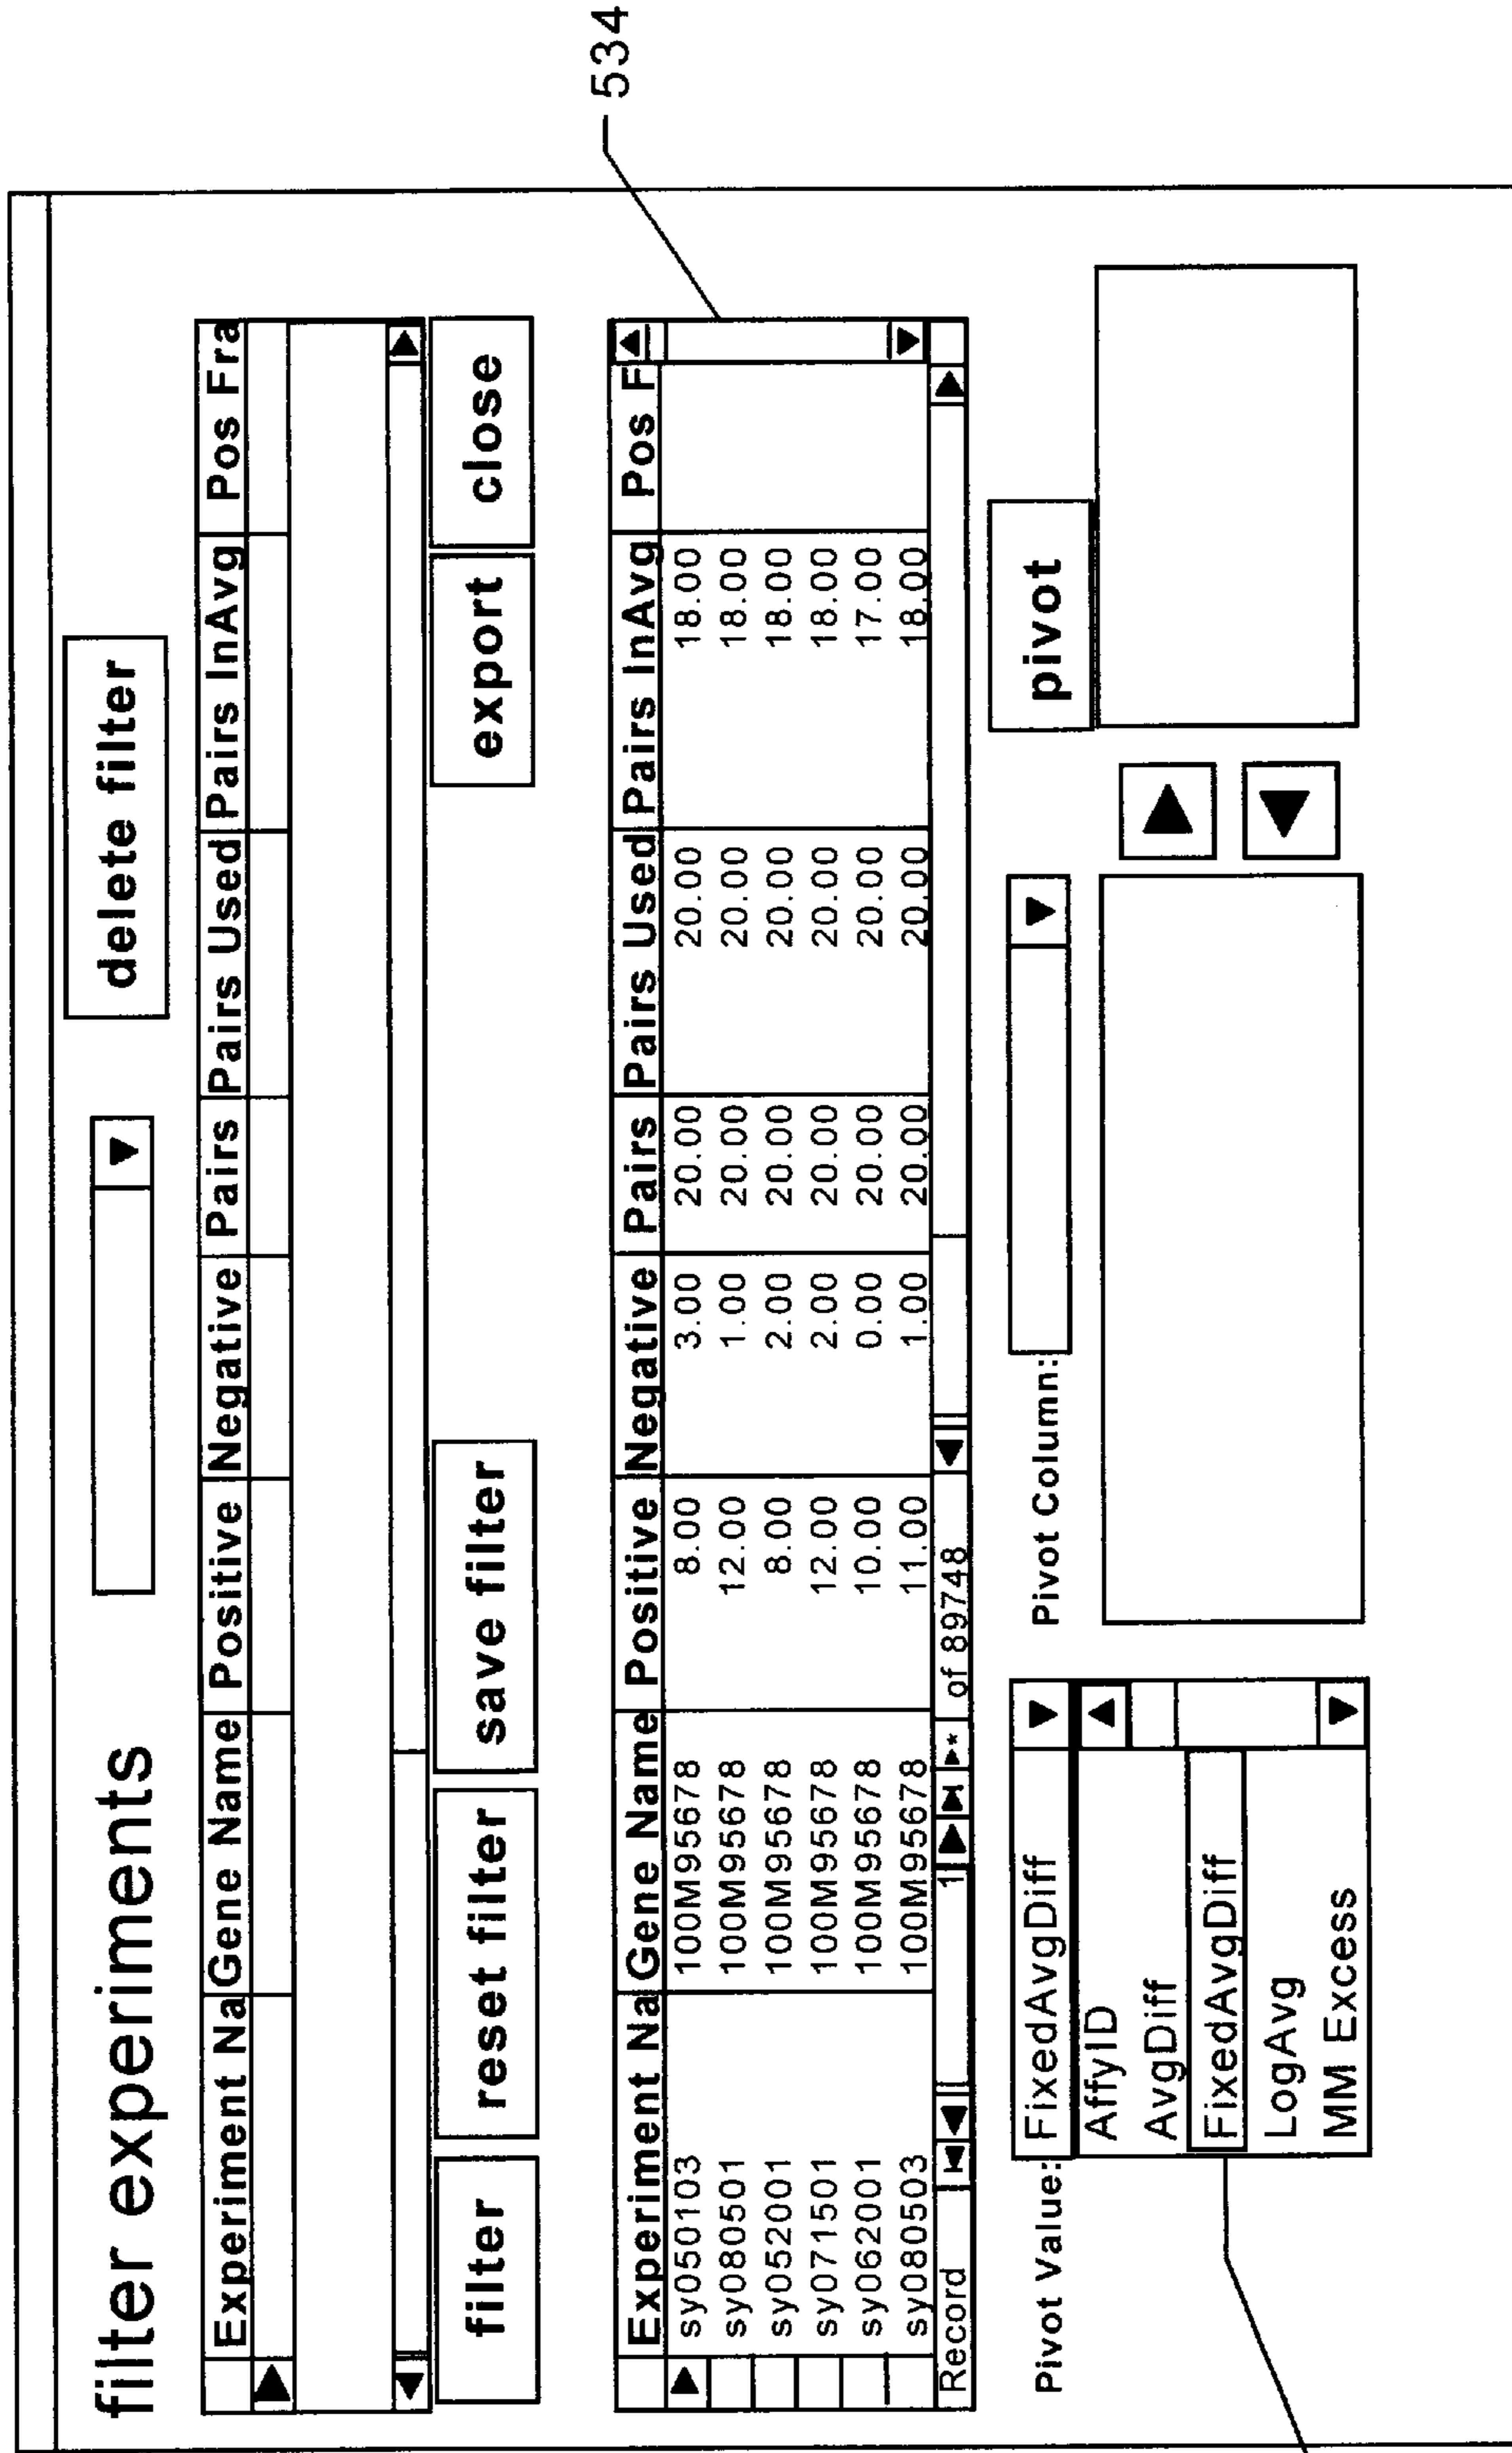 filter experiments
delete filter
Experiment Na Gene Name Positive Negative Pairs Pairs Used Pairs InAvg Pos Fra
filter reset filter save filter export close
534
Experiment Na Gene Name Positive Negative Pairs Pairs Used Pairs InAvg Pos F
sy050103 100M95678 8.00 3.00 20.00 20.00 18.00
sy080501 100M95678 12.00 1.00 20.00 20.00 18.00
sy052001 100M95678 8.00 2.00 20.00 20.00 18.00
sy071501 100M95678 12.00 2.00 20.00 20.00 18.00
sy062001 100M95678 10.00 0.00 20.00 20.00 17.00
sy080503 100M95678 11.00 1.00 20.00 20.00 18.00
Record 1 * of 89748
Pivot Value: FixedAvgDiff Pivot Column: pivot
AffyID
AvgDiff
FixedAvgDiff
LogAvg
MM Excess